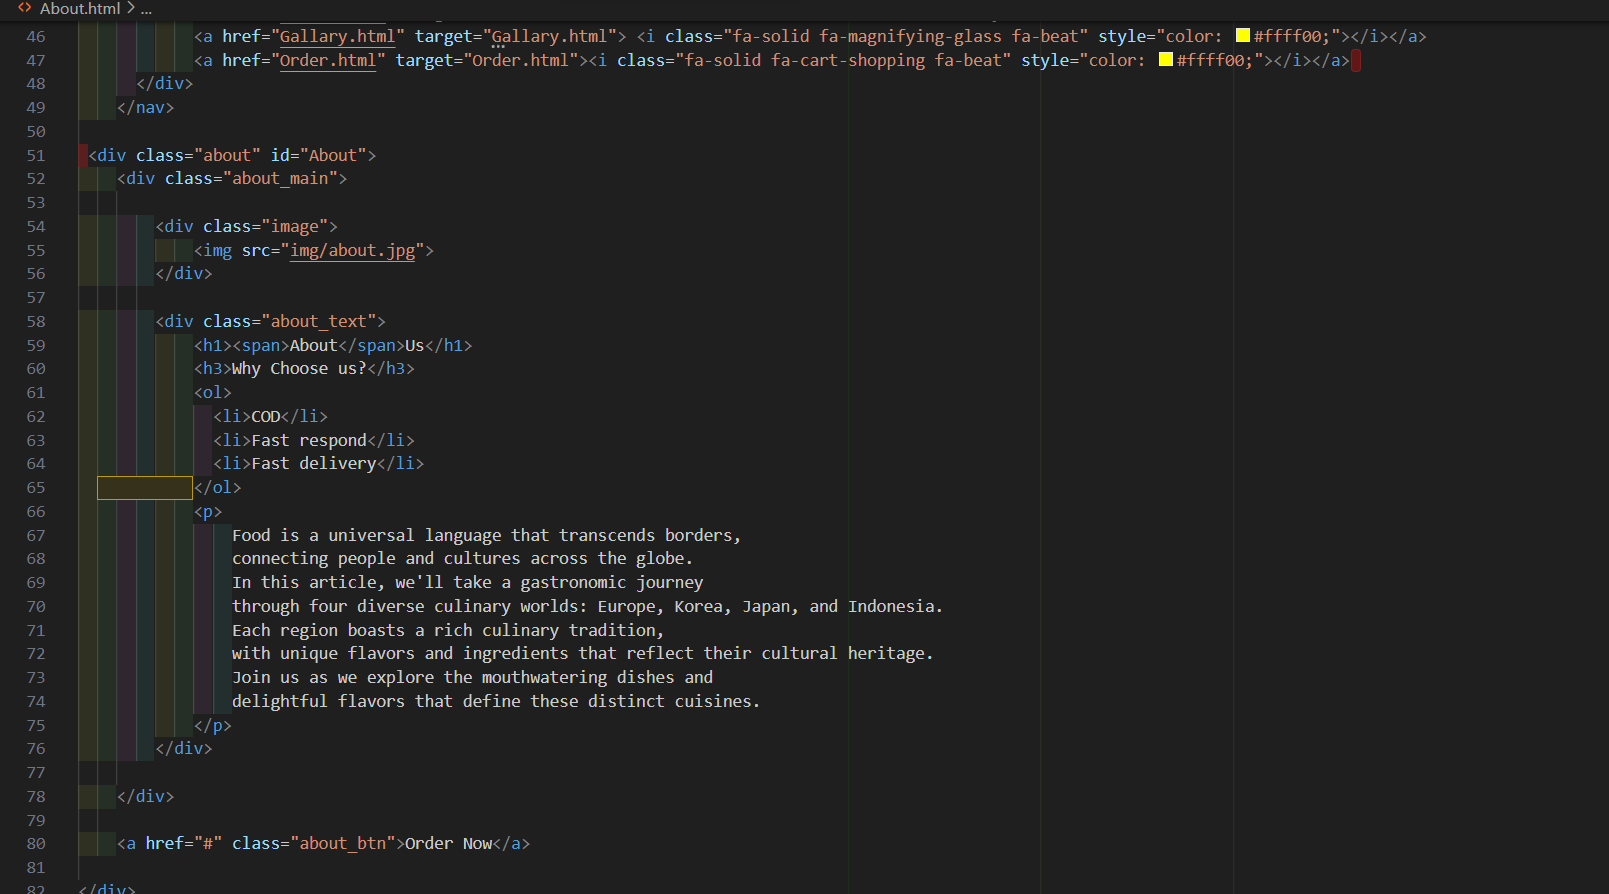 About.html > ...
46 <a href="Gallary.html" target="Gallary.html"> <i class="fa-solid fa-magnifying-glass fa-beat" style="color: #ffff00;"></i></a>
47 <a href="Order.html" target="Order.html"><i class="fa-solid fa-cart-shopping fa-beat" style="color: #ffff00;"></i></a>
48 </div>
49 </nav>
50
51 <div class="about" id="About">
52 <div class="about_main">
53
54 <div class="image">
55 <img src="img/about.jpg">
56 </div>
57
58 <div class="about_text">
59 <h1><span>About</span>Us</h1>
60 <h3>Why Choose us?</h3>
61 <ol>
62 <li>COD</li>
63 <li>Fast respond</li>
64 <li>Fast delivery</li>
65 </ol>
66 <p>
67 Food is a universal language that transcends borders,
68 connecting people and cultures across the globe.
69 In this article, we'll take a gastronomic journey
70 through four diverse culinary worlds: Europe, Korea, Japan, and Indonesia.
71 Each region boasts a rich culinary tradition,
72 with unique flavors and ingredients that reflect their cultural heritage.
73 Join us as we explore the mouthwatering dishes and
74 delightful flavors that define these distinct cuisines.
75 </p>
76 </div>
77
78 </div>
79
80 <a href="#" class="about_btn">Order Now</a>
81
82 </div>